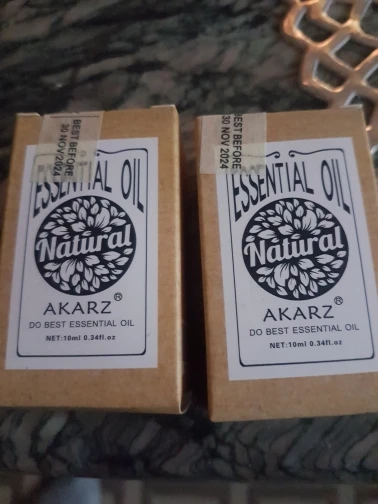 BEST BEFORE
30 NOV/2024
ESSENTIAL OIL
Natural
AKARZ®
DO BEST ESSENTIAL OIL
NET:10ml 0.34fl.oz
BEST BEFORE
30 NOV 2024
ESSENTIAL OIL
Natural
AKARZ®
DO BEST ESSENTIAL OIL
NET:10ml 0.34fl.oz